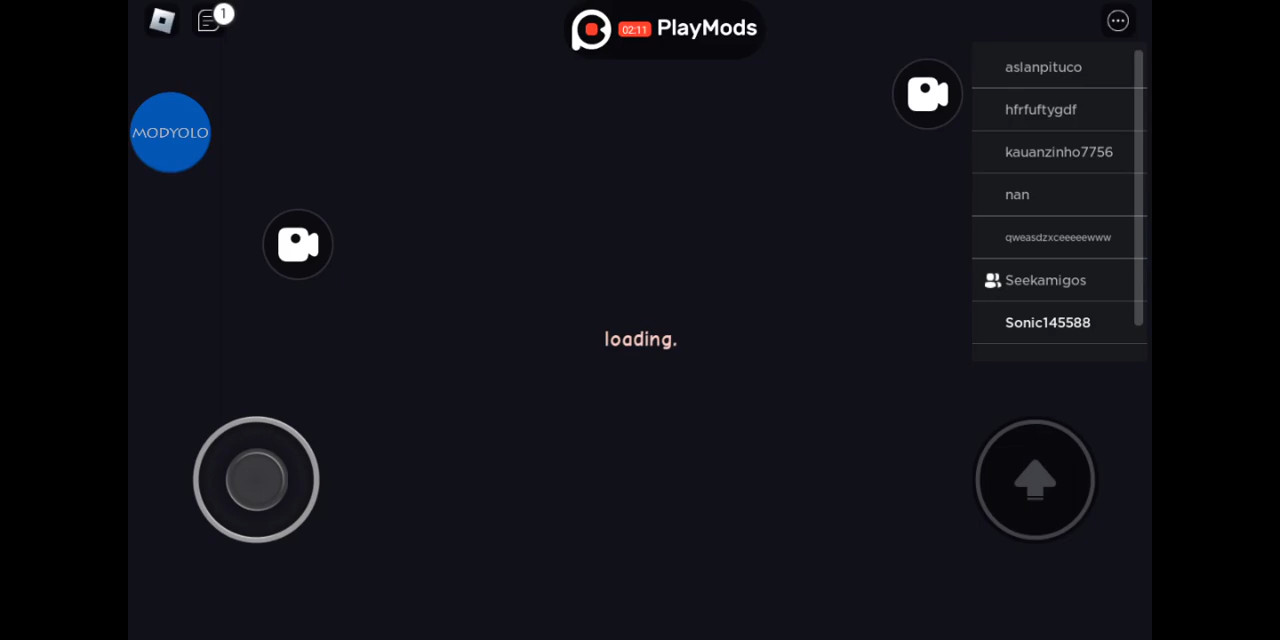 1
02:11 PlayMods
MODYOLO
aslanpituco
hfrfuftygdf
kauanzinho7756
nan
qweasdzxceeeeewww
Seekamigos
Sonic145588
loading.